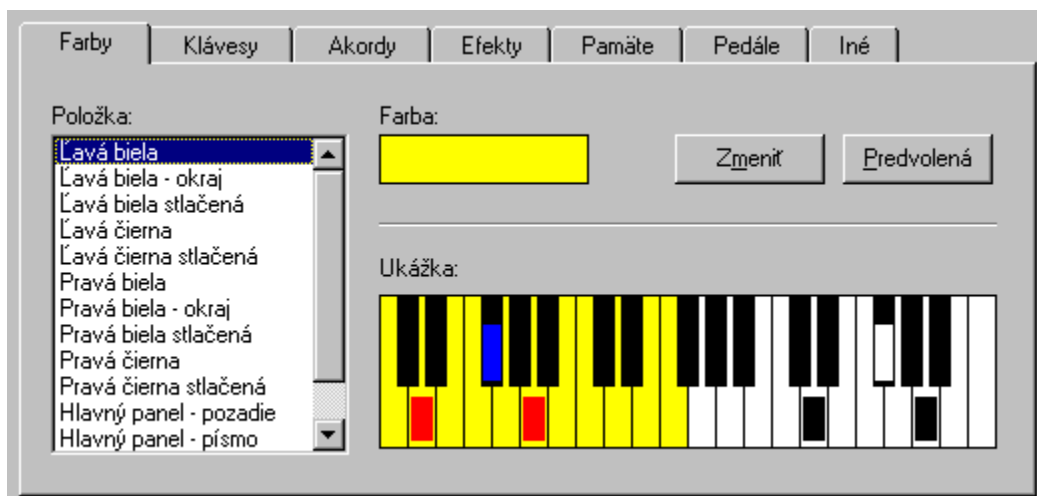 Farby Klávesy Akordy Efekty Pamäte Pedále Iné
Položka:
Ľavá biela
Ľavá biela - okraj
Ľavá biela stlačená
Ľavá čierna
Ľavá čierna stlačená
Pravá biela
Pravá biela - okraj
Pravá biela stlačená
Pravá čierna
Pravá čierna stlačená
Hlavný panel - pozadie
Hlavný panel - písmo
Farba:
Zmeniť Predvolená
Ukážka: